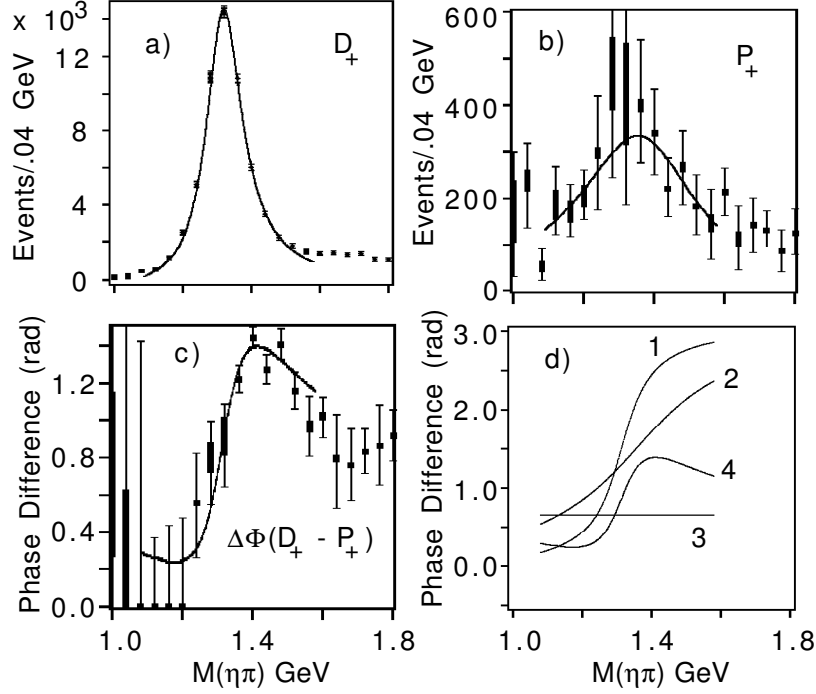 x 10³
a)
D₊
Events/.04 GeV
12
8
4
0
b)
P₊
Events/.04 GeV
600
400
200
0
c)
ΔΦ(D₊ - P₊)
Phase Difference (rad)
1.2
0.8
0.4
0.0
1.0 1.4 1.8
M(ηπ) GeV
d)
1
2
4
3
Phase Difference (rad)
3.0
2.0
1.0
0.0
1.0 1.4 1.8
M(ηπ) GeV